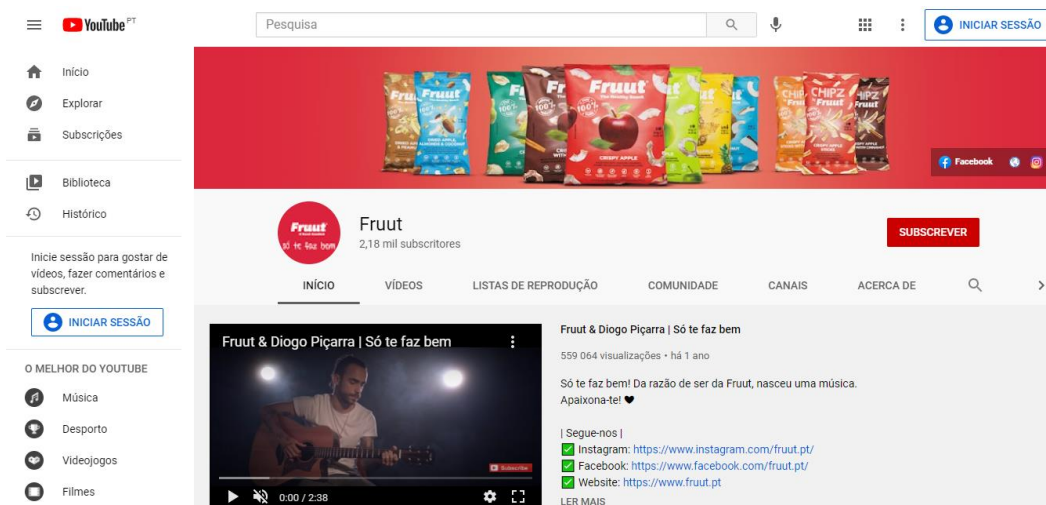 YouTube PT
Pesquisa
INICIAR SESSÃO
Início
Explorar
Subscrições
Biblioteca
Histórico
Inicie sessão para gostar de
vídeos, fazer comentários e
subscrever.
INICIAR SESSÃO
O MELHOR DO YOUTUBE
Música
Desporto
Videojogos
Filmes
Fruut
CRISPY APPLE
CHIPZ
Fruut
Facebook
Fruut
só te faz bem
Fruut
2,18 mil subscritores
SUBSCREVER
INÍCIO VÍDEOS LISTAS DE REPRODUÇÃO COMUNIDADE CANAIS ACERCA DE
Fruut & Diogo Piçarra | Só te faz bem
Subscribe
0:00 / 2:38
Fruut & Diogo Piçarra | Só te faz bem
559 064 visualizações • há 1 ano
Só te faz bem! Da razão de ser da Fruut, nasceu uma música.
Apaixona-te! 🖤
| Segue-nos |
✅ Instagram: https://www.instagram.com/fruut.pt/
✅ Facebook: https://www.facebook.com/fruut.pt/
✅ Website: https://www.fruut.pt
LER MAIS